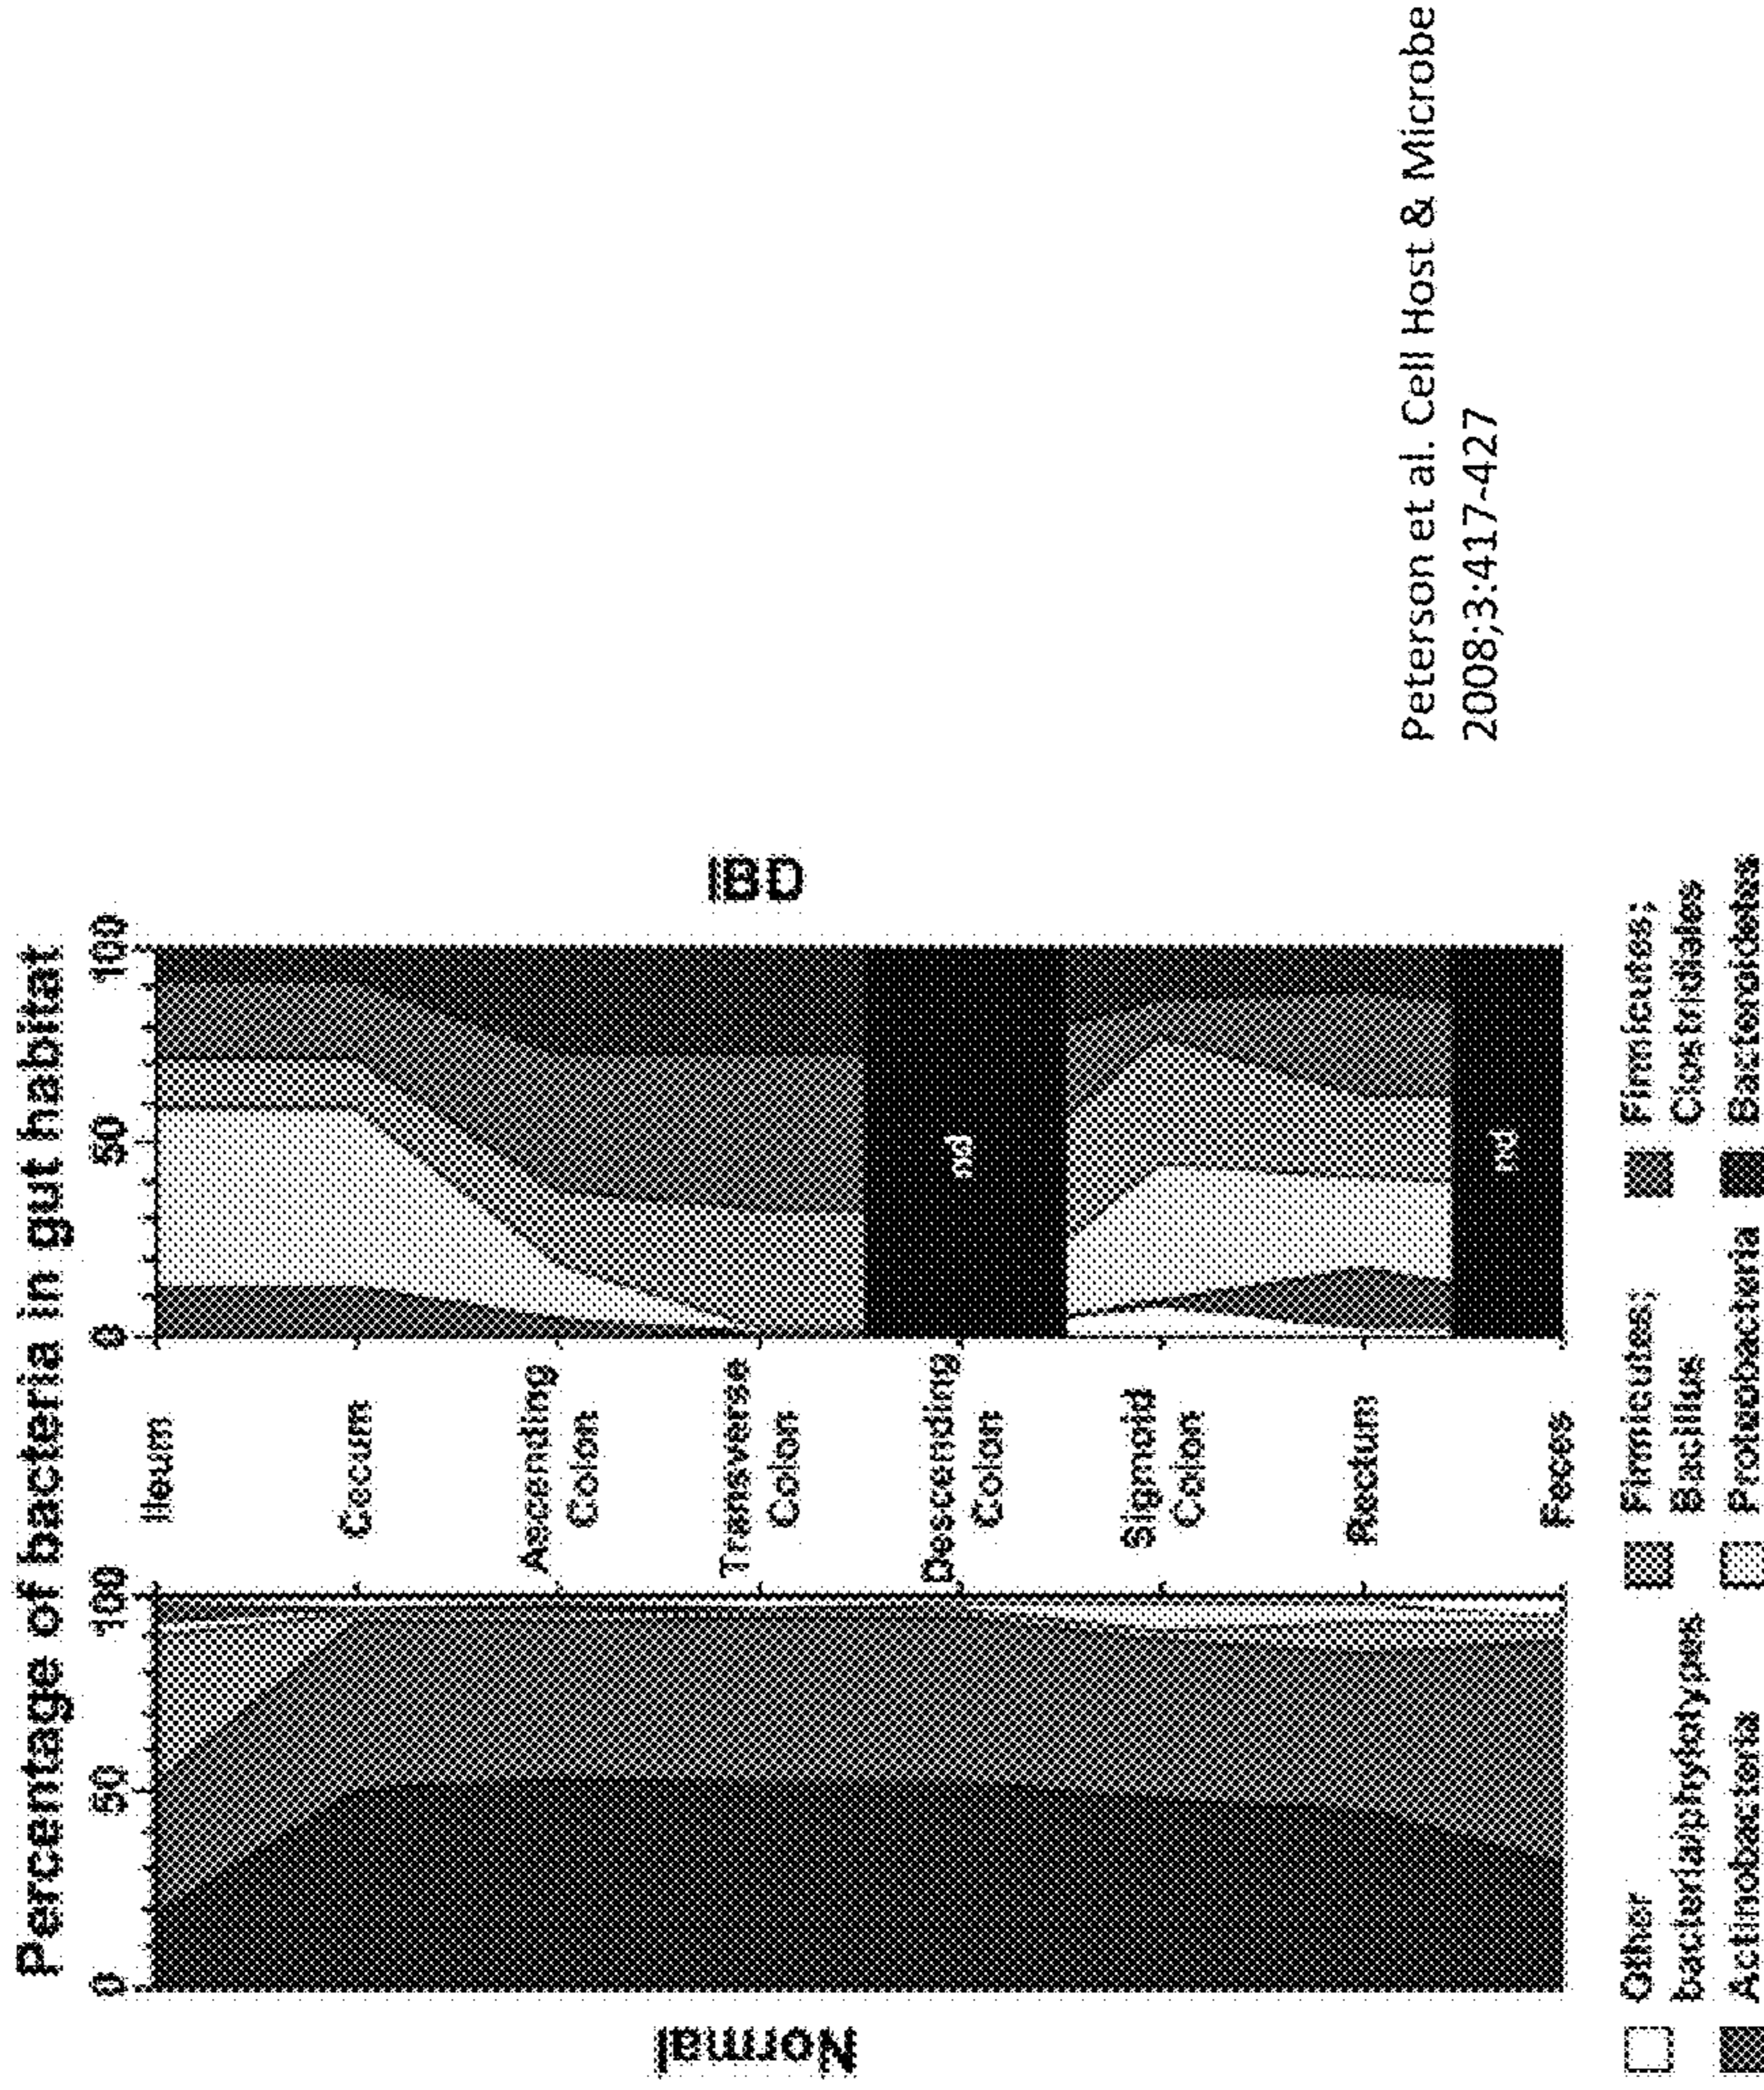 Percentage of bacteria in gut habitat
0 50 100
0 50 100
Normal
IBD
Ileum
Cecum
Ascending
Colon
Transverse
Colon
Descending
Colon
Sigmoid
Colon
Rectum
Feces
nd
nd
Other
bacterial phylotypes
Actinobacteria
Firmicutes;
Bacillus
Proteobacteria
Firmicutes;
Clostridiales
Bacteroidetes
Peterson et al. Cell Host & Microbe
2008;3:417-427